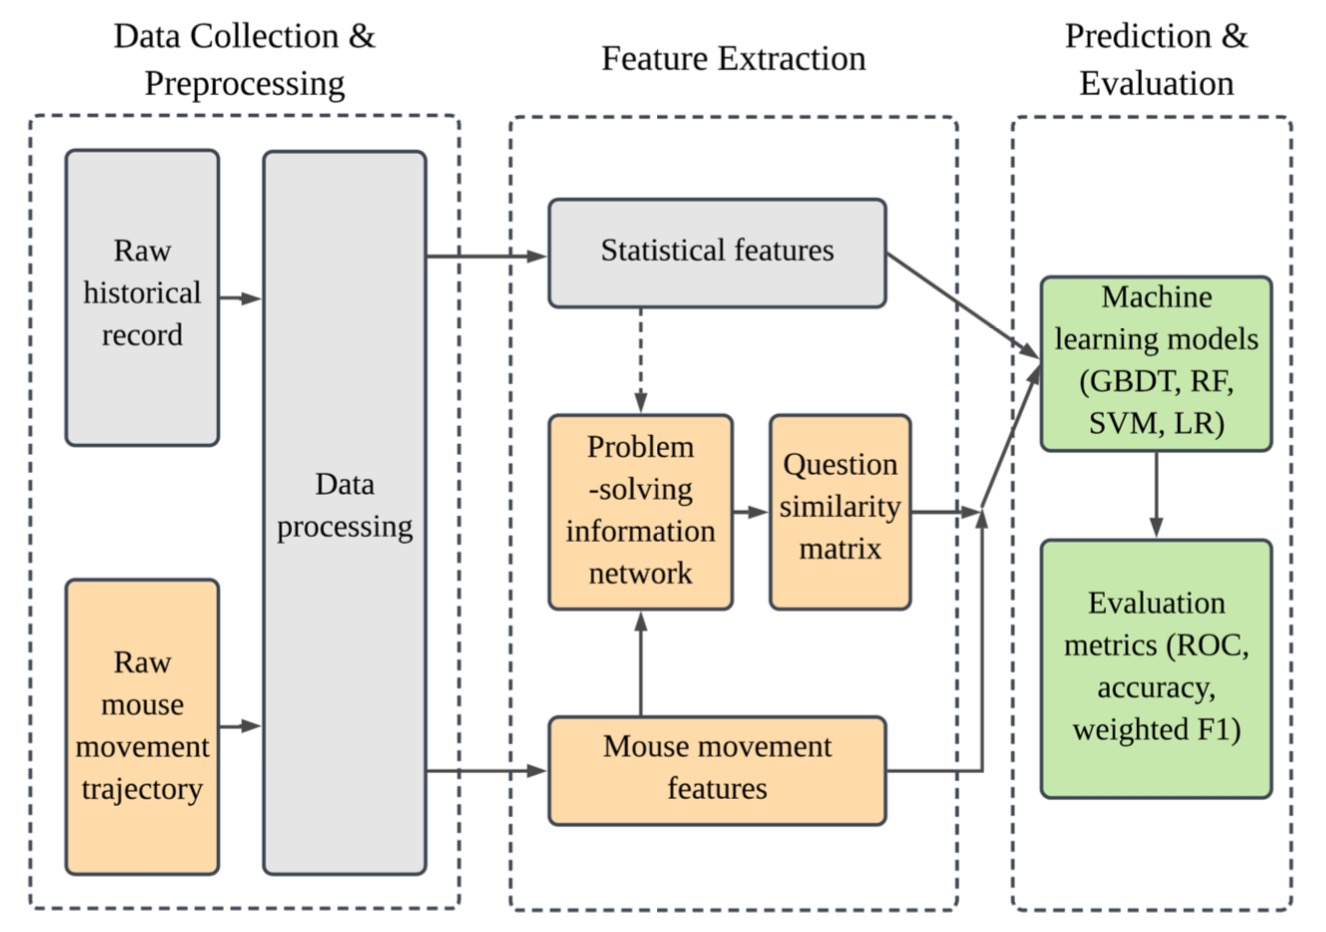 Data Collection &
Preprocessing
Feature Extraction
Prediction &
Evaluation
Raw
historical
record
Raw
mouse
movement
trajectory
Data
processing
Statistical features
Problem
-solving
information
network
Question
similarity
matrix
Mouse movement
features
Machine
learning models
(GBDT, RF,
SVM, LR)
Evaluation
metrics (ROC,
accuracy,
weighted F1)